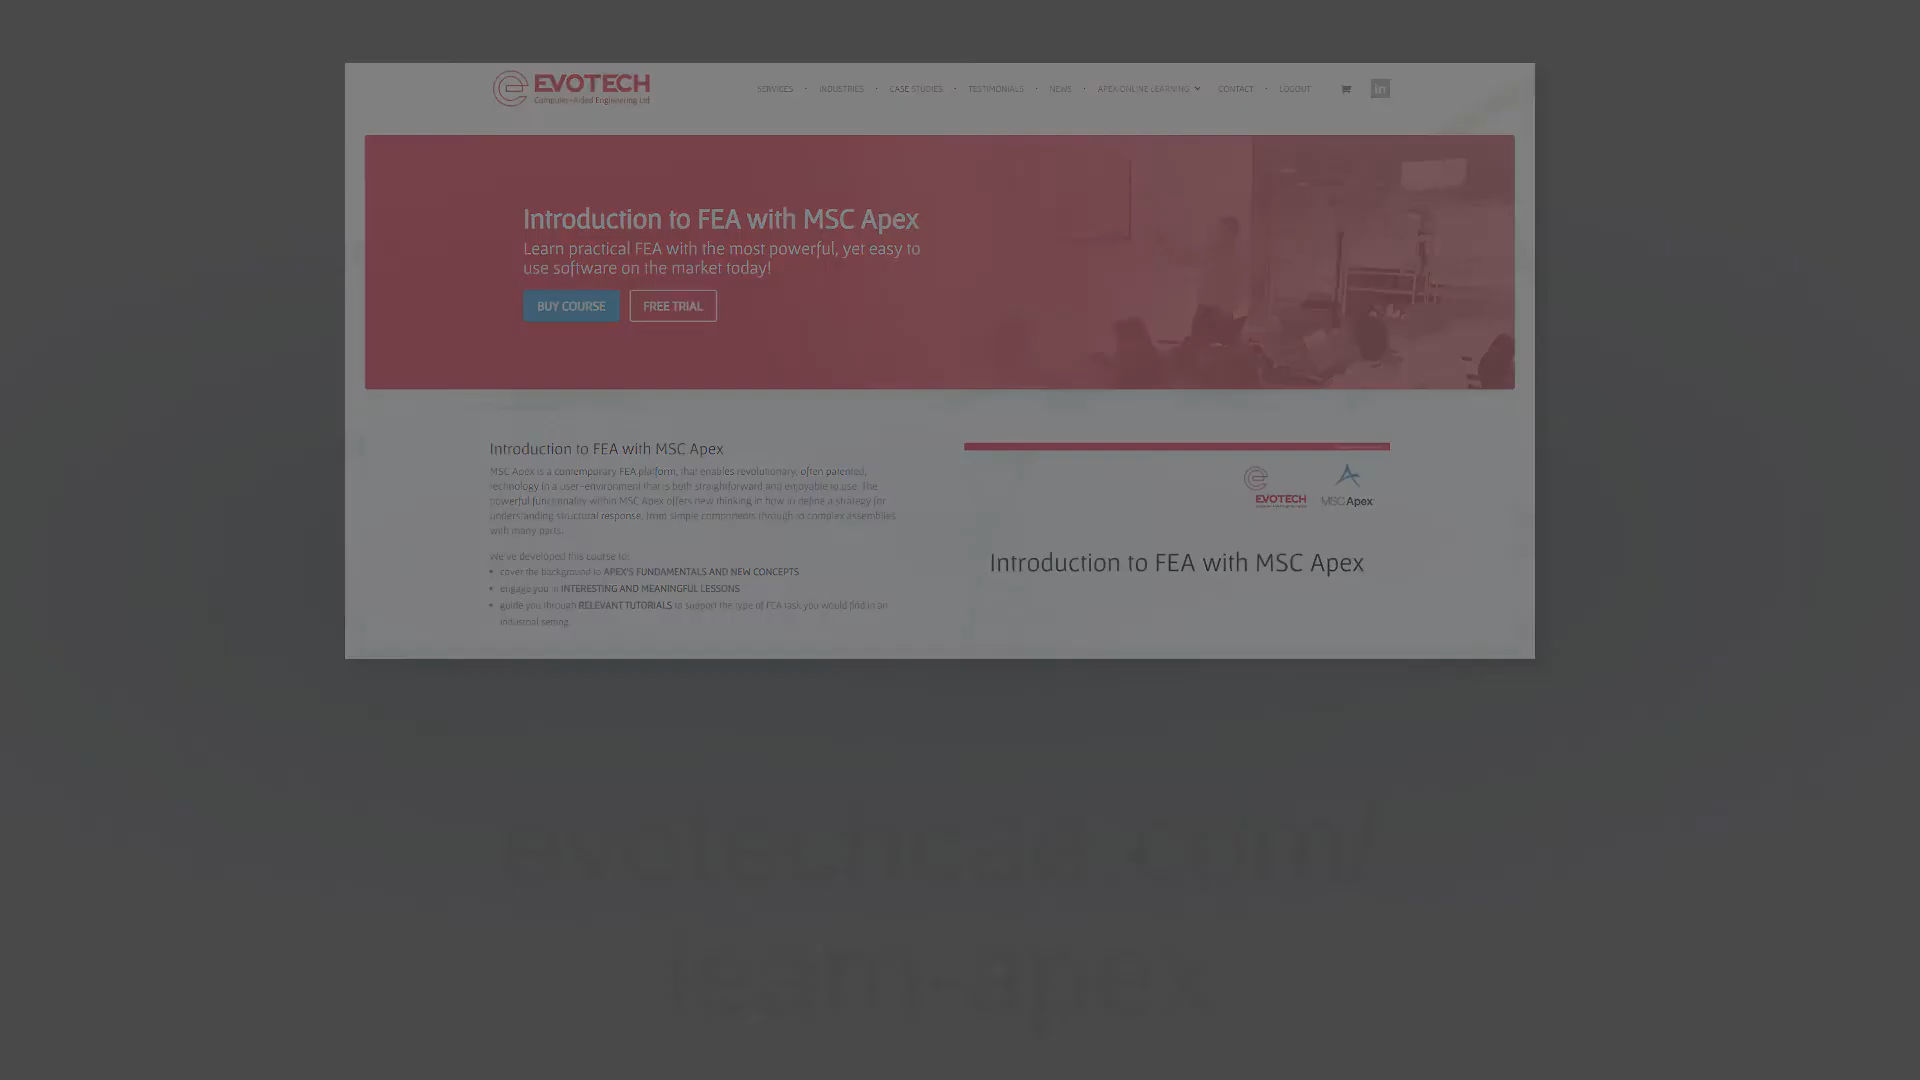 EVOTECH
Computer-Aided Engineering Ltd
SERVICES · INDUSTRIES · CASE STUDIES · TESTIMONIALS · NEWS · APEX ONLINE LEARNING CONTACT · LOGOUT
in
Introduction to FEA with MSC Apex
Learn practical FEA with the most powerful, yet easy to
use software on the market today!
BUY COURSE FREE TRIAL
Introduction to FEA with MSC Apex
MSC Apex is a contemporary FEA platform, that enables revolutionary, often patented,
technology in a user-environment that is both straightforward and enjoyable to use. The
powerful functionality within MSC Apex offers new thinking in how to define a strategy for
understanding structural response, from simple components through to complex assemblies
with many parts.
We've developed this course to:
• cover the background to APEX'S FUNDAMENTALS AND NEW CONCEPTS
• engage you in INTERESTING AND MEANINGFUL LESSONS
• guide you through RELEVANT TUTORIALS to support the type of FEA task you would find in an
industrial setting.
EVOTECH
MSC Apex
Introduction to FEA with MSC Apex
evotechcae.com/
learn-apex